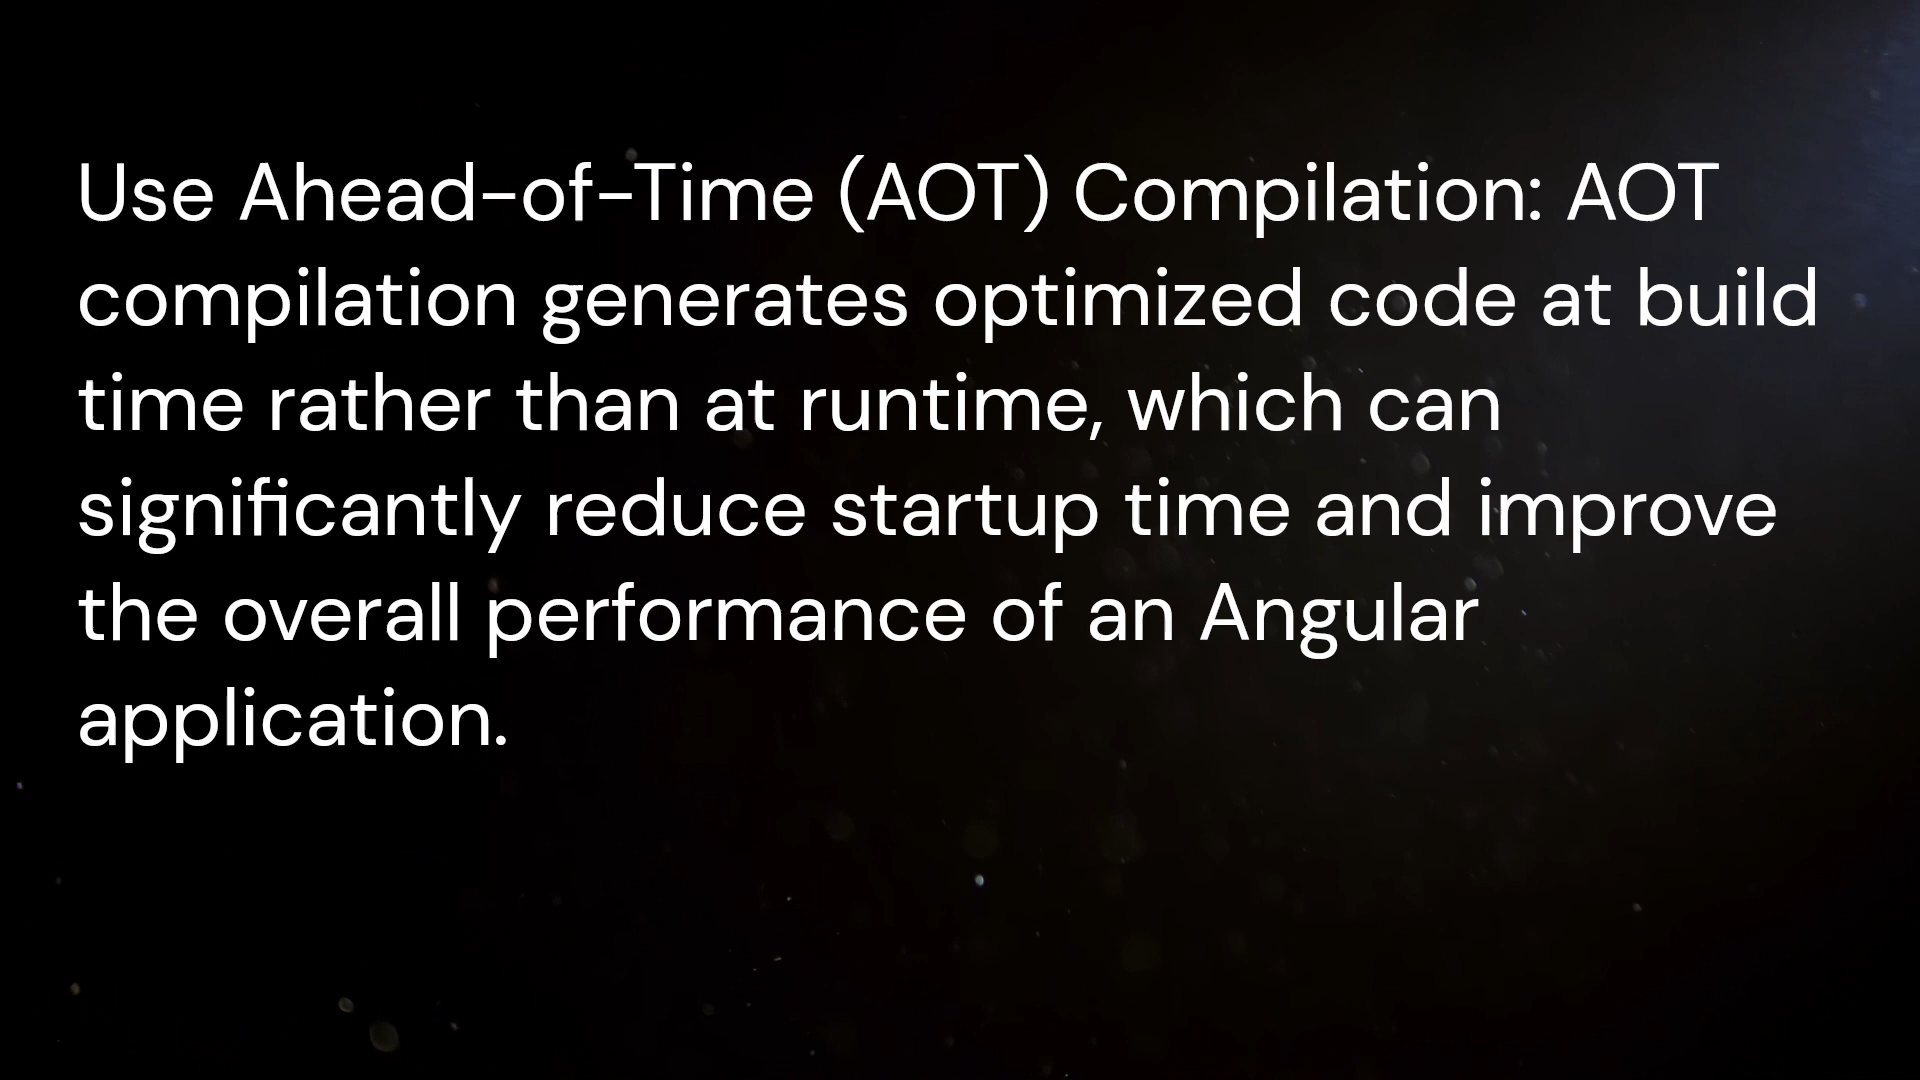 Use Ahead-of-Time (AOT) Compilation: AOT
compilation generates optimized code at build
time rather than at runtime, which can
significantly reduce startup time and improve
the overall performance of an Angular
application.